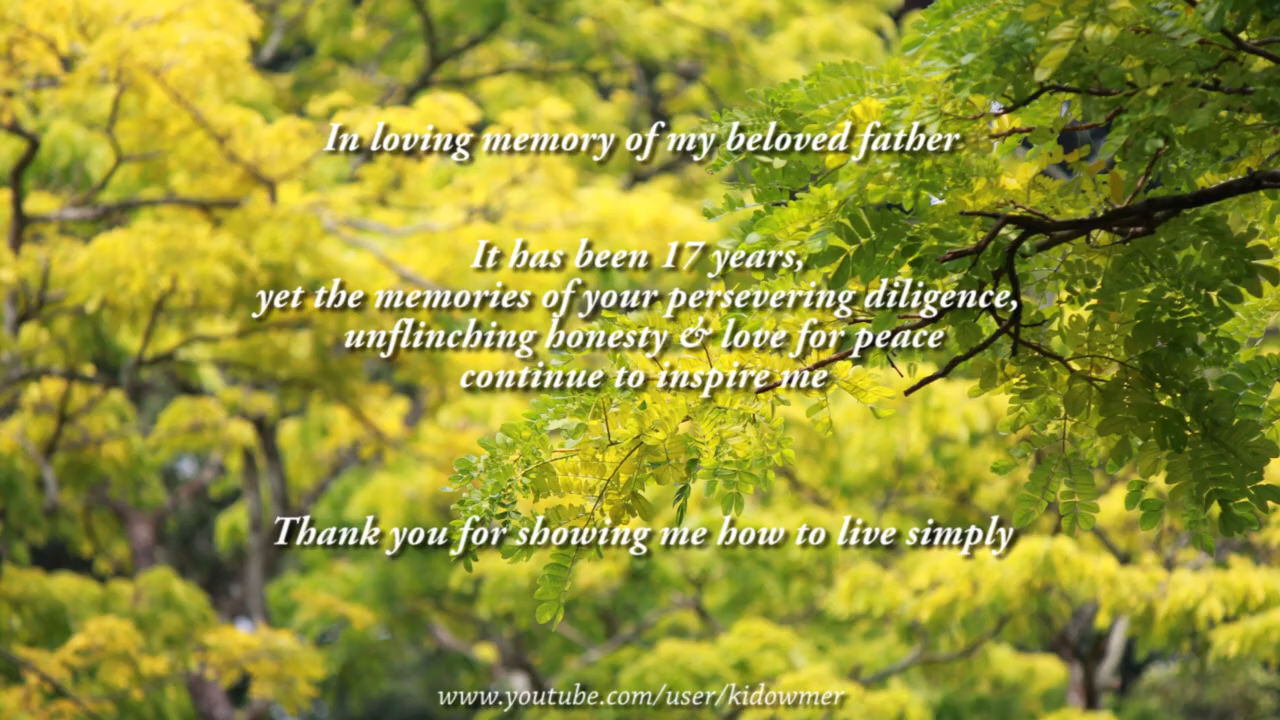 In loving memory of my beloved father
It has been 17 years,
yet the memories of your persevering diligence,
unflinching honesty & love for peace
continue to inspire me
Thank you for showing me how to live simply
www.youtube.com/user/kidowmer